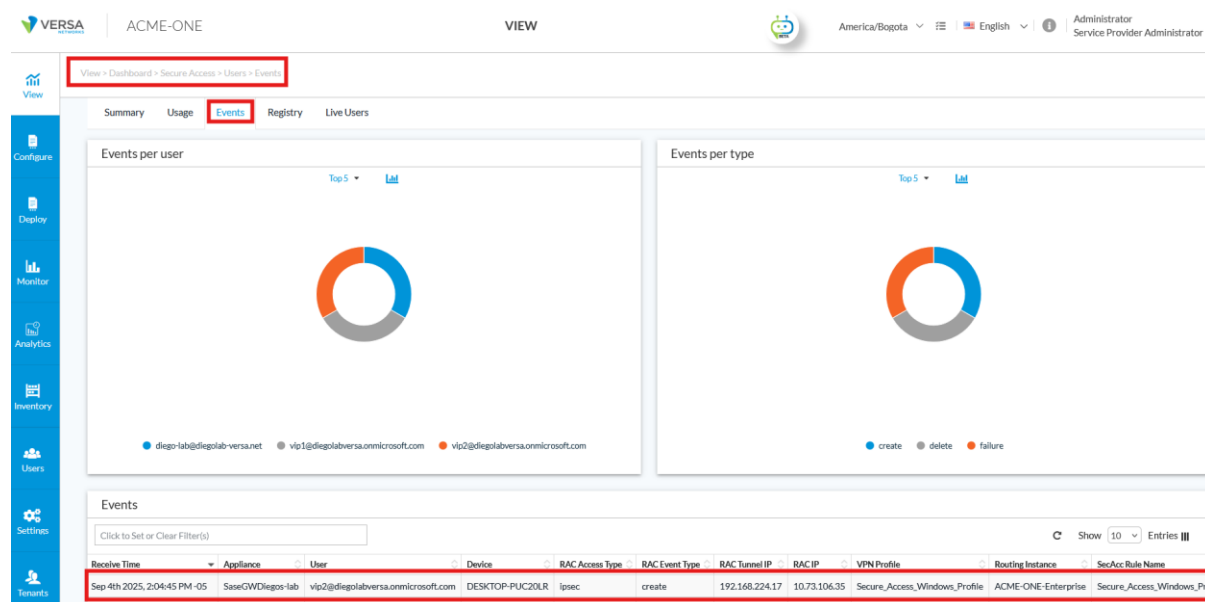 VERSA
NETWORKS
ACME-ONE
VIEW
BETA
America/Bogota
English
Administrator
Service Provider Administrator
View > Dashboard > Secure Access > Users > Events
View
Configure
Deploy
Monitor
Analytics
Inventory
Users
Settings
Tenants
Summary Usage Events Registry Live Users
Events per user
Top 5
diego-lab@diegolab-versa.net vip1@diegolabversa.onmicrosoft.com vip2@diegolabversa.onmicrosoft.com
Events per type
Top 5
create delete failure
Events
Click to Set or Clear Filter(s)
Show 10 Entries
Receive Time Appliance User Device RAC Access Type RAC Event Type RAC Tunnel IP RAC IP VPN Profile Routing Instance SecAcc Rule Name
Sep 4th 2025, 2:04:45 PM -05 SaseGWDiegos-lab vip2@diegolabversa.onmicrosoft.com DESKTOP-PUC20LR ipsec create 192.168.224.17 10.73.106.35 Secure_Access_Windows_Profile ACME-ONE-Enterprise Secure_Access_Windows_Pr